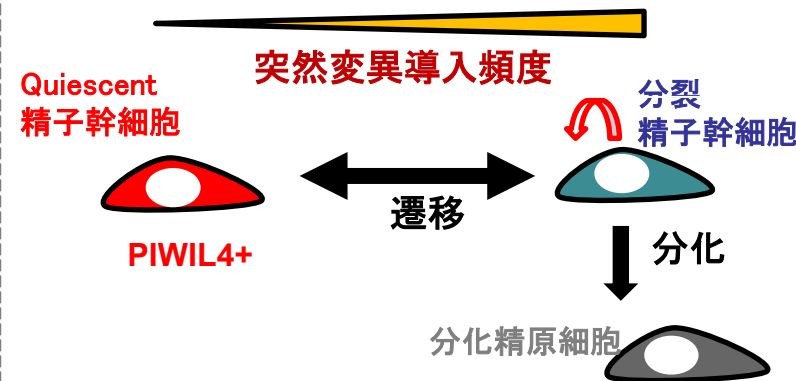 突然変異導入頻度
Quiescent
精子幹細胞
分裂
精子幹細胞
遷移
PIWIL4+
分化
分化精原細胞